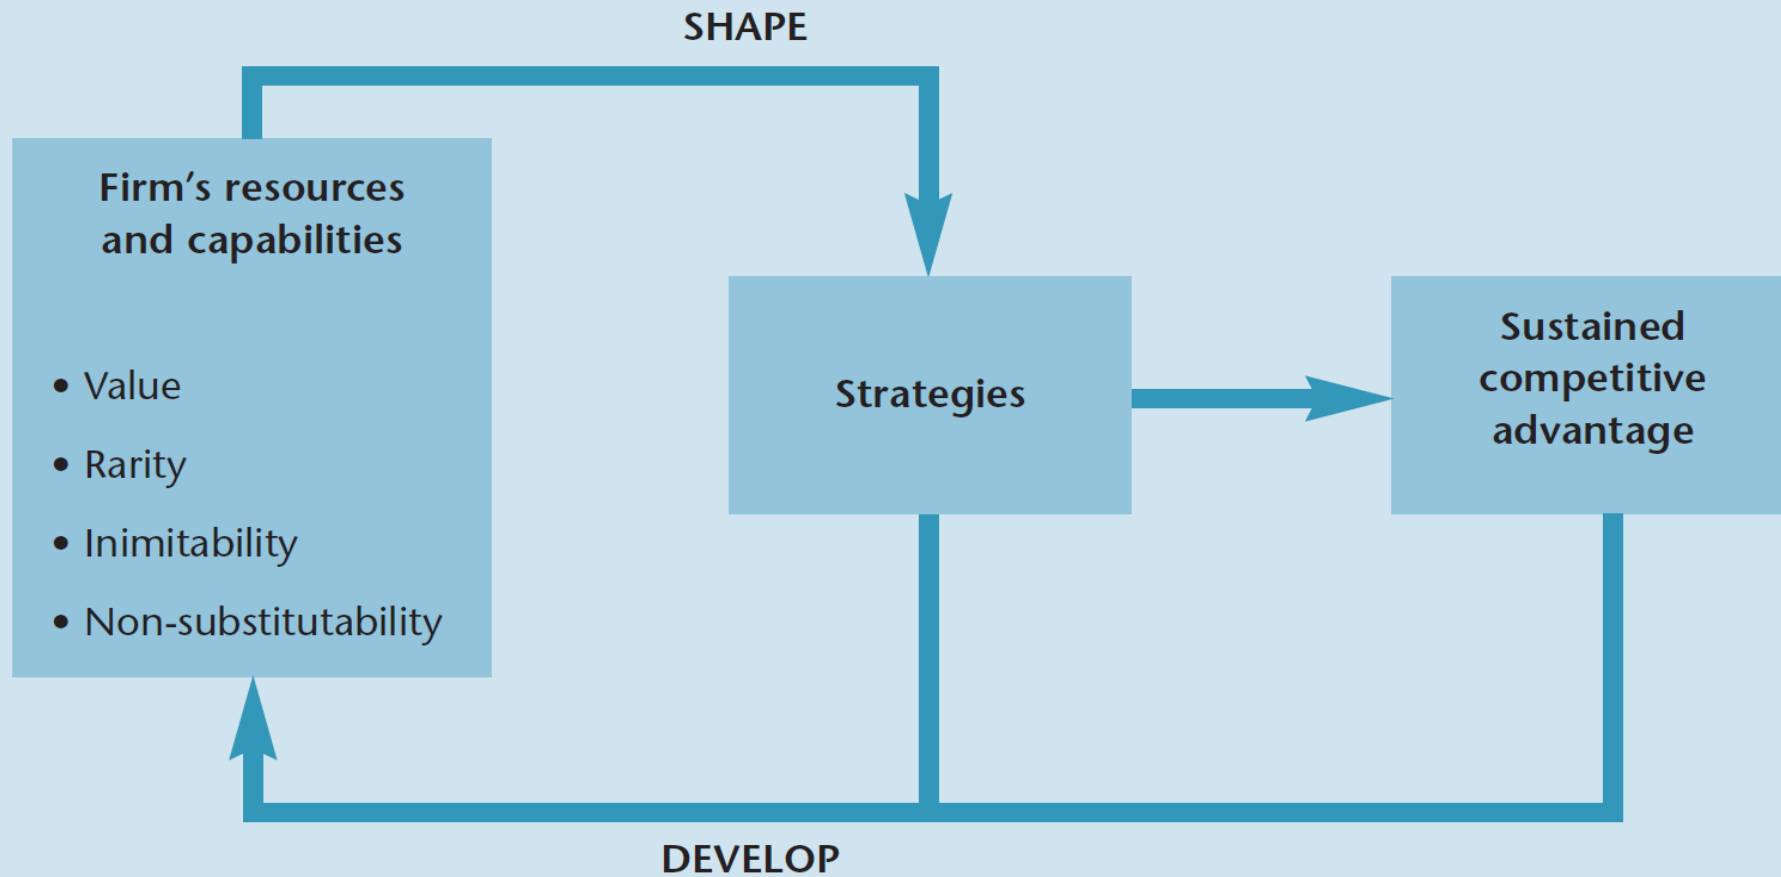 SHAPE
Firm's resources
and capabilities
• Value
• Rarity
• Inimitability
• Non-substitutability
Strategies
Sustained
competitive
advantage
DEVELOP